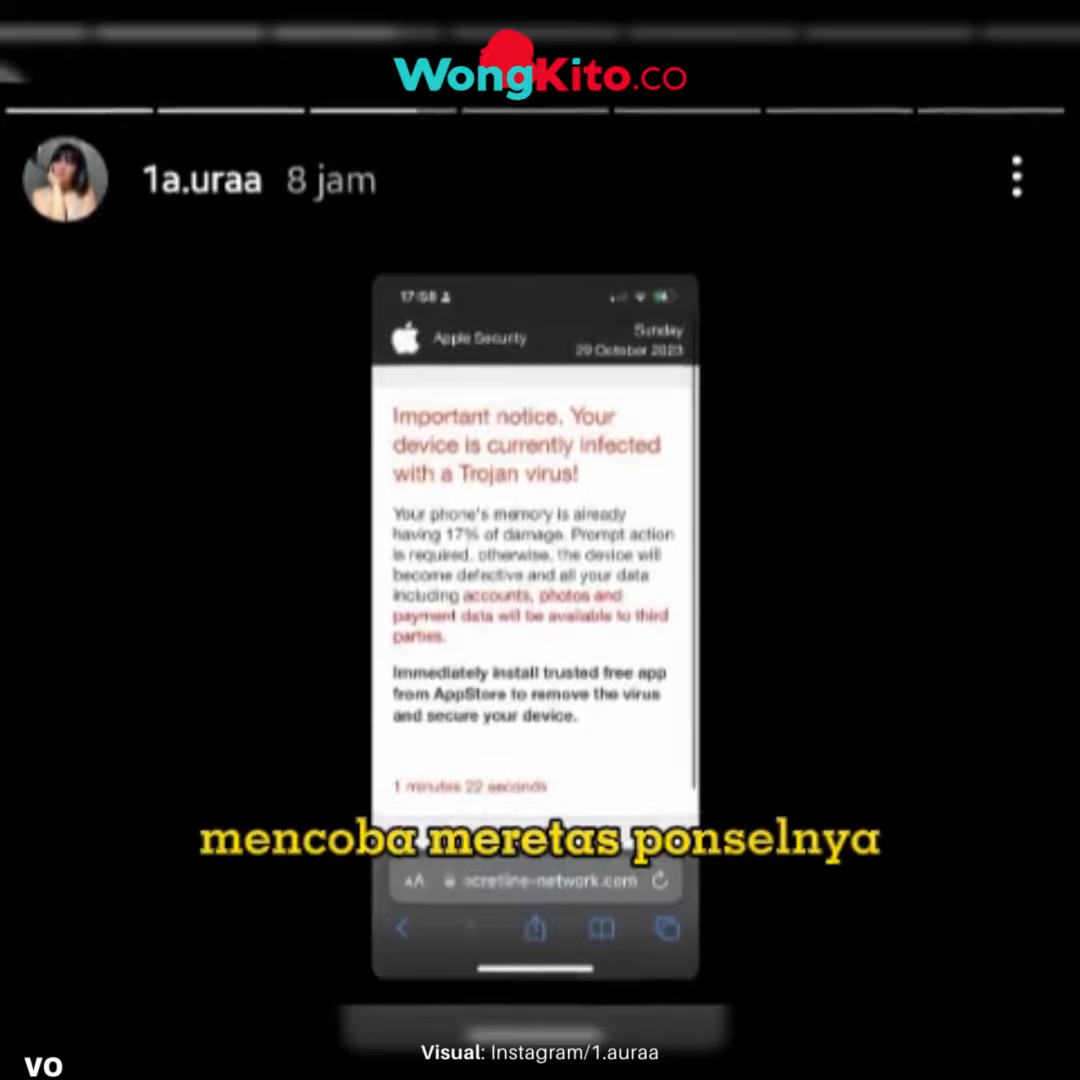 WongKito.co
1a.uraa 8 jam
17:58
Apple Security
Sunday
29 October 2023
Important notice. Your
device is currently infected
with a Trojan virus!
Your phone's memory is already
having 17% of damage. Prompt action
is required, otherwise, the device will
become defective and all your data
including accounts, photos and
payment data will be available to third
parties.
Immediately install trusted free app
from AppStore to remove the virus
and secure your device.
1 minutes 22 seconds
mencoba meretas ponselnya
AA ocretline-network.com
Visual: Instagram/1.auraa
VO